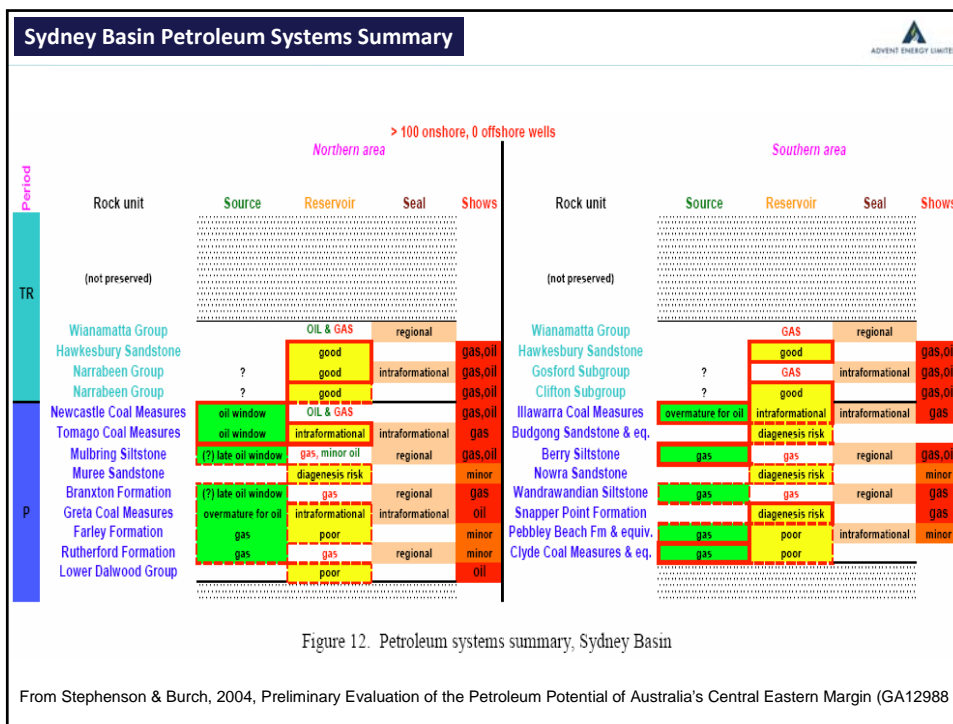 Sydney Basin Petroleum Systems Summary
ADVENT ENERGY LIMITED
> 100 onshore, 0 offshore wells
Northern area
Southern area
Period
Rock unit Source Reservoir Seal Shows
Rock unit Source Reservoir Seal Shows
TR
(not preserved)
(not preserved)
Wianamatta Group OIL & GAS regional
Wianamatta Group GAS regional
Hawkesbury Sandstone good gas,oil
Hawkesbury Sandstone good gas,oil
Narrabeen Group ? good intraformational gas,oil
Gosford Subgroup ? GAS intraformational gas,oil
Narrabeen Group ? good gas,oil
Clifton Subgroup ? good gas,oil
P
Newcastle Coal Measures oil window OIL & GAS gas,oil
Illawarra Coal Measures overmature for oil intraformational intraformational gas
Tomago Coal Measures oil window intraformational intraformational gas
Budgong Sandstone & eq. diagenesis risk
Mulbring Siltstone (?) late oil window gas, minor oil regional gas,oil
Berry Siltstone gas gas regional gas,oil
Muree Sandstone diagenesis risk minor
Nowra Sandstone diagenesis risk minor
Branxton Formation (?) late oil window gas regional gas
Wandrawandian Siltstone gas gas regional gas
Greta Coal Measures overmature for oil intraformational intraformational oil
Snapper Point Formation diagenesis risk gas
Farley Formation gas poor minor
Pebbley Beach Fm & equiv. gas poor intraformational minor
Rutherford Formation gas gas regional minor
Clyde Coal Measures & eq. gas poor
Lower Dalwood Group poor oil
Figure 12. Petroleum systems summary, Sydney Basin
From Stephenson & Burch, 2004, Preliminary Evaluation of the Petroleum Potential of Australia's Central Eastern Margin (GA12988